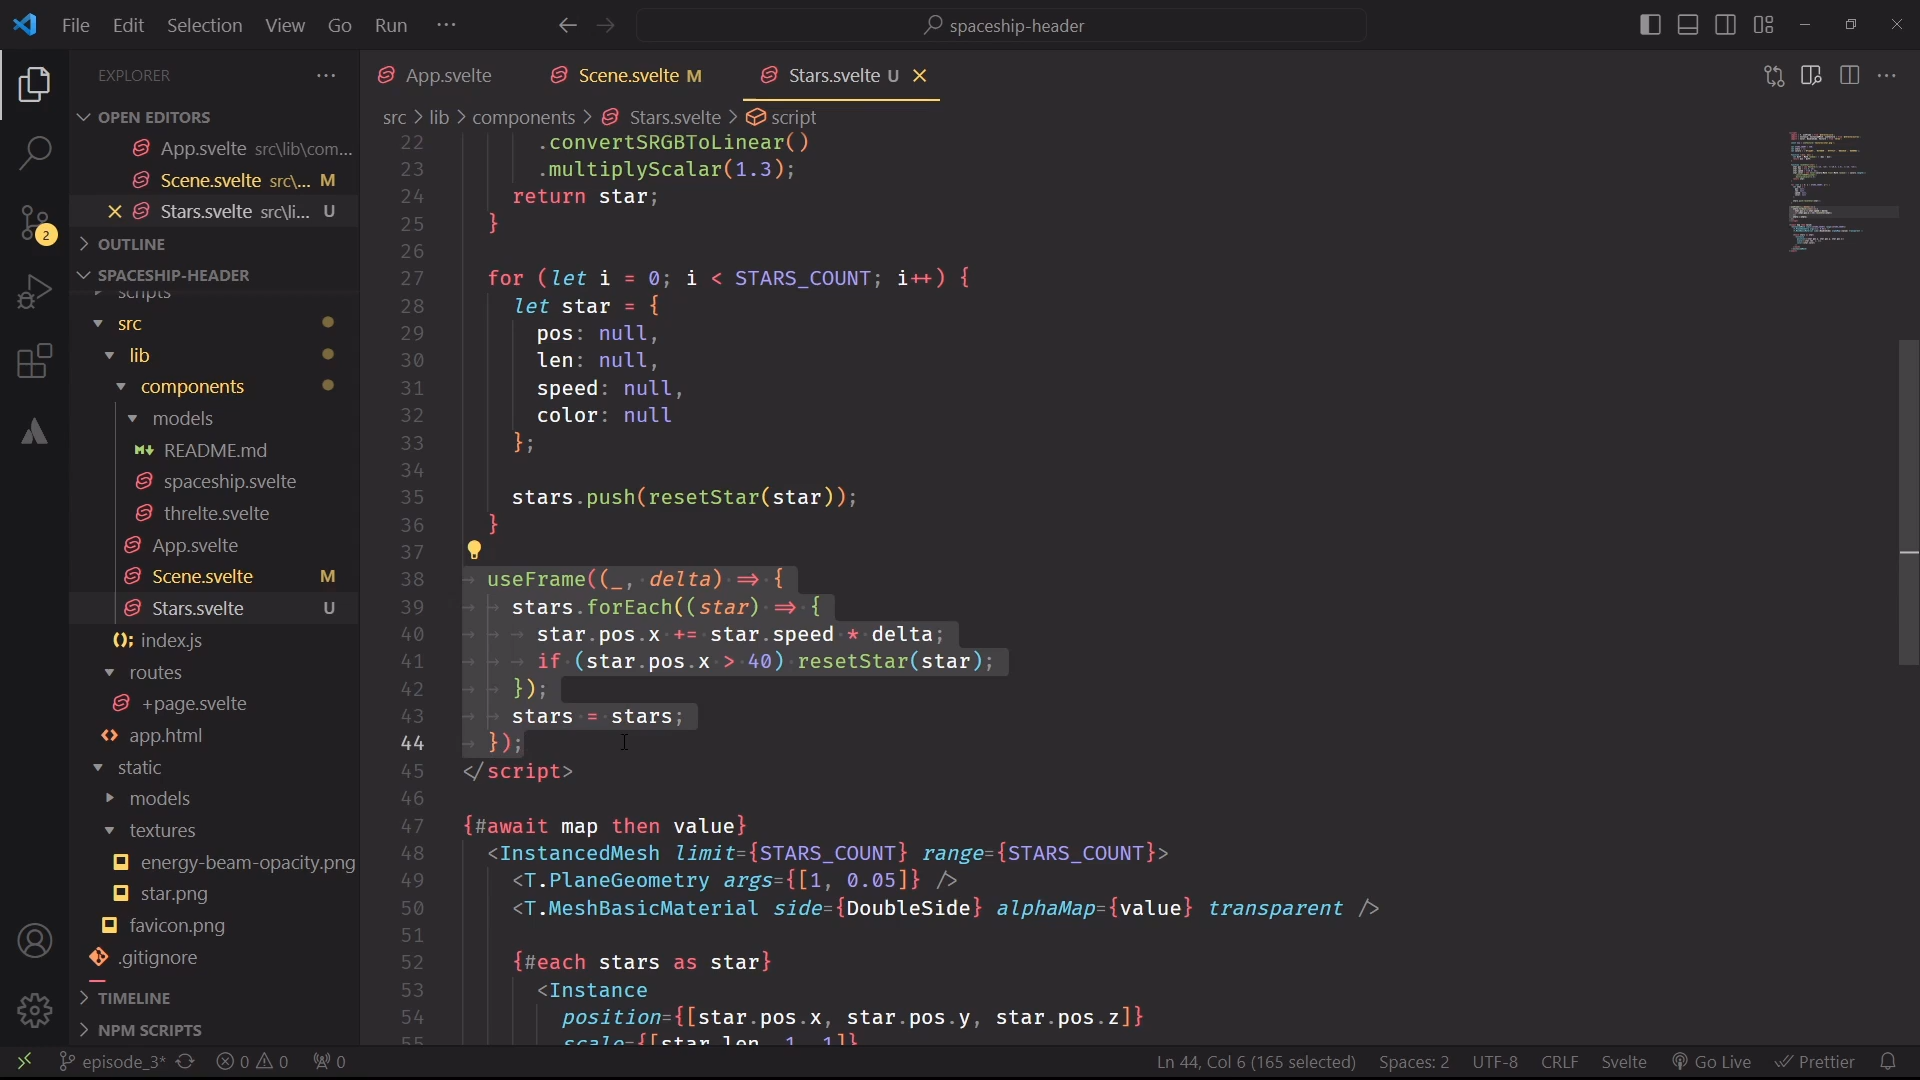 File Edit Selection View Go Run ···
spaceship-header
EXPLORER ···
OPEN EDITORS
App.svelte src\lib\com...
Scene.svelte src\... M
Stars.svelte src\li... U
OUTLINE
SPACESHIP-HEADER
scripts
src
lib
components
models
README.md
spaceship.svelte
threlte.svelte
App.svelte
Scene.svelte M
Stars.svelte U
index.js
routes
+page.svelte
app.html
static
models
textures
energy-beam-opacity.png
star.png
favicon.png
.gitignore
TIMELINE
NPM SCRIPTS
2
App.svelte Scene.svelte M Stars.svelte U
src > lib > components > Stars.svelte > script
22 .convertSRGBToLinear()
23 .multiplyScalar(1.3);
24 return star;
25 }
26
27 for (let i = 0; i < STARS_COUNT; i++) {
28 let star = {
29 pos: null,
30 len: null,
31 speed: null,
32 color: null
33 };
34
35 stars.push(resetStar(star));
36 }
37
38 useFrame((_, delta) => {
39 stars.forEach((star) => {
40 star.pos.x += star.speed * delta;
41 if (star.pos.x > 40) resetStar(star);
42 });
43 stars = stars;
44 });
45 </script>
46
47 {#await map then value}
48 <InstancedMesh limit={STARS_COUNT} range={STARS_COUNT}>
49 <T.PlaneGeometry args={[1, 0.05]} />
50 <T.MeshBasicMaterial side={DoubleSide} alphaMap={value} transparent />
51
52 {#each stars as star}
53 <Instance
54 position={[star.pos.x, star.pos.y, star.pos.z]}
55 scale={[star.len, 1, 1]}
episode_3* 0 0 0 Ln 44, Col 6 (165 selected) Spaces: 2 UTF-8 CRLF Svelte Go Live Prettier